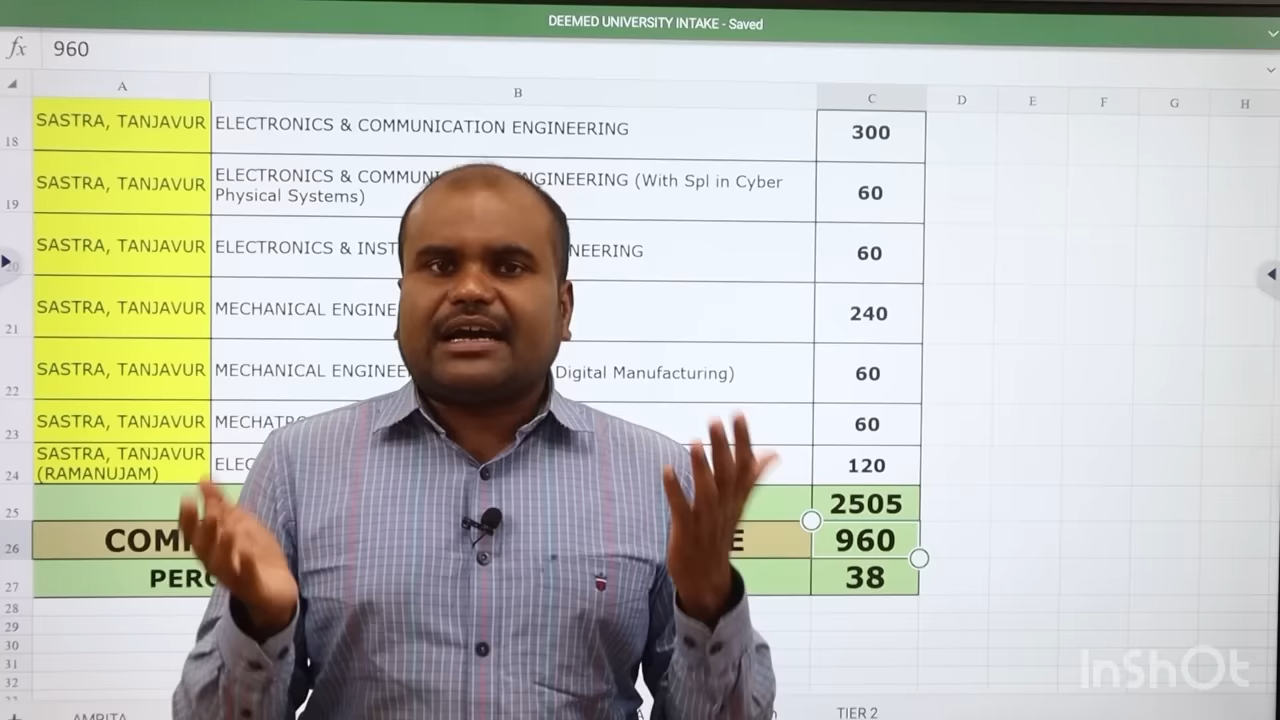 DEEMED UNIVERSITY INTAKE - Saved
fx 960
A B C D E F G H
18 SASTRA, TANJAVUR ELECTRONICS & COMMUNICATION ENGINEERING 300
19 SASTRA, TANJAVUR ELECTRONICS & COMMUN NGINEERING (With Spl in Cyber
Physical Systems) 60
20 SASTRA, TANJAVUR ELECTRONICS & INST NEERING 60
21 SASTRA, TANJAVUR MECHANICAL ENGINE 240
22 SASTRA, TANJAVUR MECHANICAL ENGINEE Digital Manufacturing) 60
23 SASTRA, TANJAVUR MECHATR 60
24 SASTRA, TANJAVUR
(RAMANUJAM) ELEC 120
25 2505
26 COM E 960
27 PERC 38
28
29
30
31
32
AMRITA TIER 2
InShOt